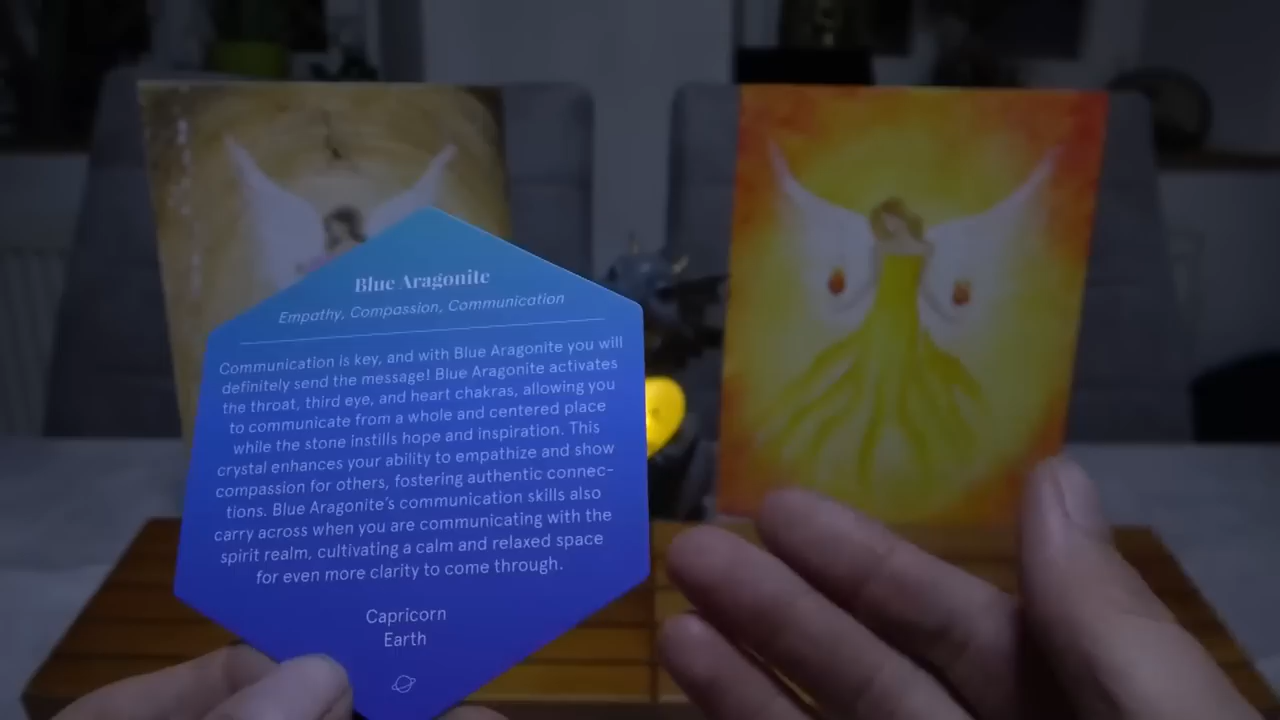 Blue Aragonite
Empathy, Compassion, Communication
Communication is key, and with Blue Aragonite you will
definitely send the message! Blue Aragonite activates
the throat, third eye, and heart chakras, allowing you
to communicate from a whole and centered place
while the stone instills hope and inspiration. This
crystal enhances your ability to empathize and show
compassion for others, fostering authentic connec-
tions. Blue Aragonite's communication skills also
carry across when you are communicating with the
spirit realm, cultivating a calm and relaxed space
for even more clarity to come through.
Capricorn
Earth